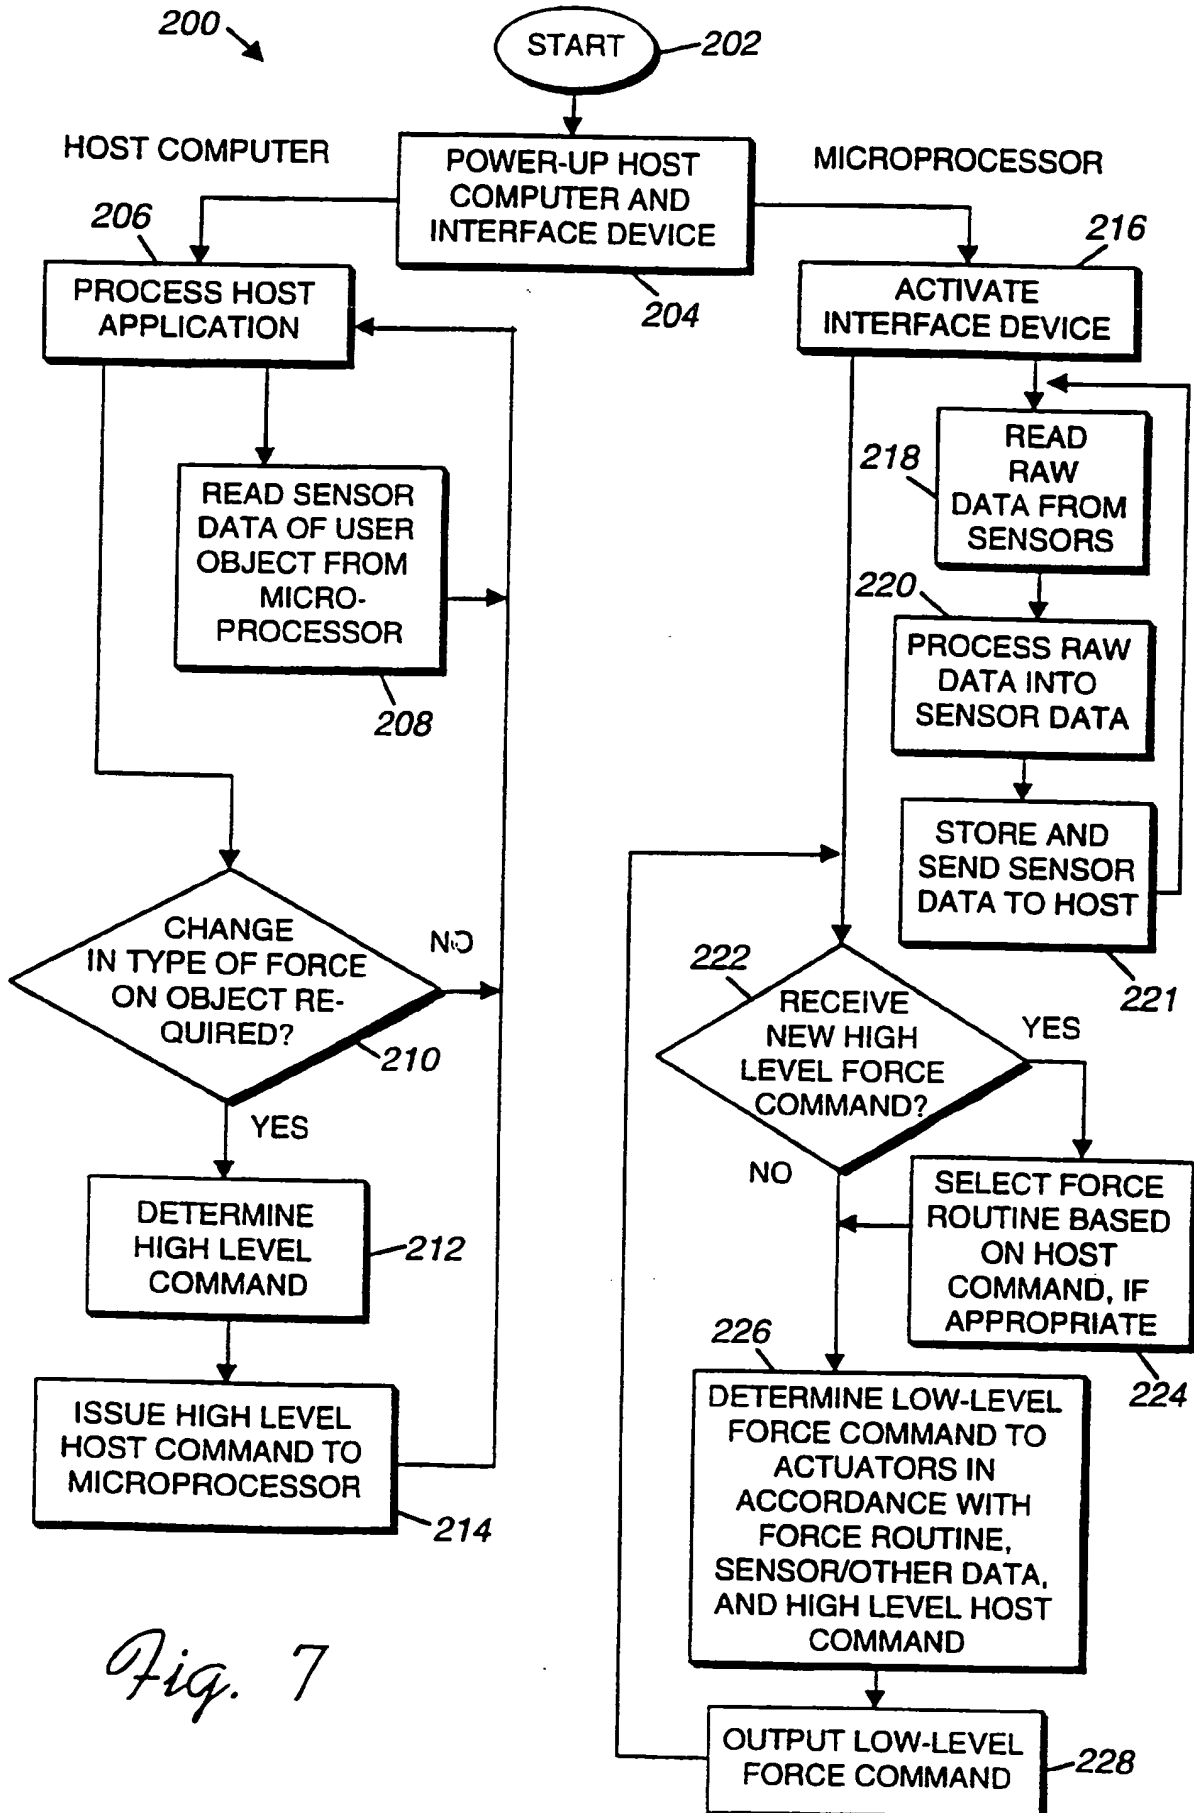 200
START
202
HOST COMPUTER
POWER-UP HOST
COMPUTER AND
INTERFACE DEVICE
204
MICROPROCESSOR
206
PROCESS HOST
APPLICATION
READ SENSOR
DATA OF USER
OBJECT FROM
MICRO-
PROCESSOR
208
CHANGE
IN TYPE OF FORCE
ON OBJECT RE-
QUIRED?
210
NO
YES
DETERMINE
HIGH LEVEL
COMMAND
212
ISSUE HIGH LEVEL
HOST COMMAND TO
MICROPROCESSOR
214
216
ACTIVATE
INTERFACE DEVICE
218
READ
RAW
DATA FROM
SENSORS
220
PROCESS RAW
DATA INTO
SENSOR DATA
STORE AND
SEND SENSOR
DATA TO HOST
221
222
RECEIVE
NEW HIGH
LEVEL FORCE
COMMAND?
YES
NO
SELECT FORCE
ROUTINE BASED
ON HOST
COMMAND, IF
APPROPRIATE
224
226
DETERMINE LOW-LEVEL
FORCE COMMAND TO
ACTUATORS IN
ACCORDANCE WITH
FORCE ROUTINE,
SENSOR/OTHER DATA,
AND HIGH LEVEL HOST
COMMAND
OUTPUT LOW-LEVEL
FORCE COMMAND
228
Fig. 7